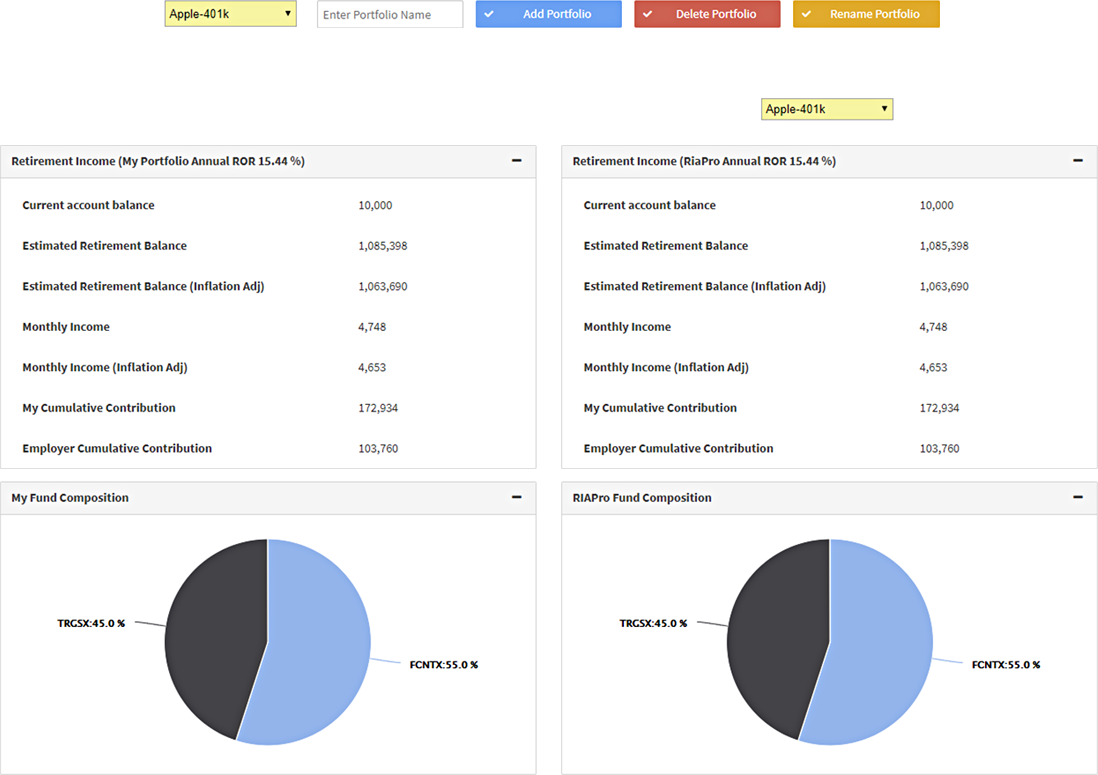 Apple-401k Enter Portfolio Name Add Portfolio Delete Portfolio Rename Portfolio
Apple-401k
Retirement Income (My Portfolio Annual ROR 15.44 %)
Current account balance 10,000
Estimated Retirement Balance 1,085,398
Estimated Retirement Balance (Inflation Adj) 1,063,690
Monthly Income 4,748
Monthly Income (Inflation Adj) 4,653
My Cumulative Contribution 172,934
Employer Cumulative Contribution 103,760
Retirement Income (RiaPro Annual ROR 15.44 %)
Current account balance 10,000
Estimated Retirement Balance 1,085,398
Estimated Retirement Balance (Inflation Adj) 1,063,690
Monthly Income 4,748
Monthly Income (Inflation Adj) 4,653
My Cumulative Contribution 172,934
Employer Cumulative Contribution 103,760
My Fund Composition
TRGSX:45.0 %
FCNTX:55.0 %
RIAPro Fund Composition
TRGSX:45.0 %
FCNTX:55.0 %